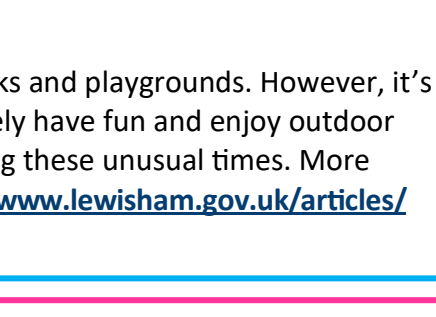 ks and playgrounds. However, it's
ely have fun and enjoy outdoor
g these unusual times. More
www.lewisham.gov.uk/articles/